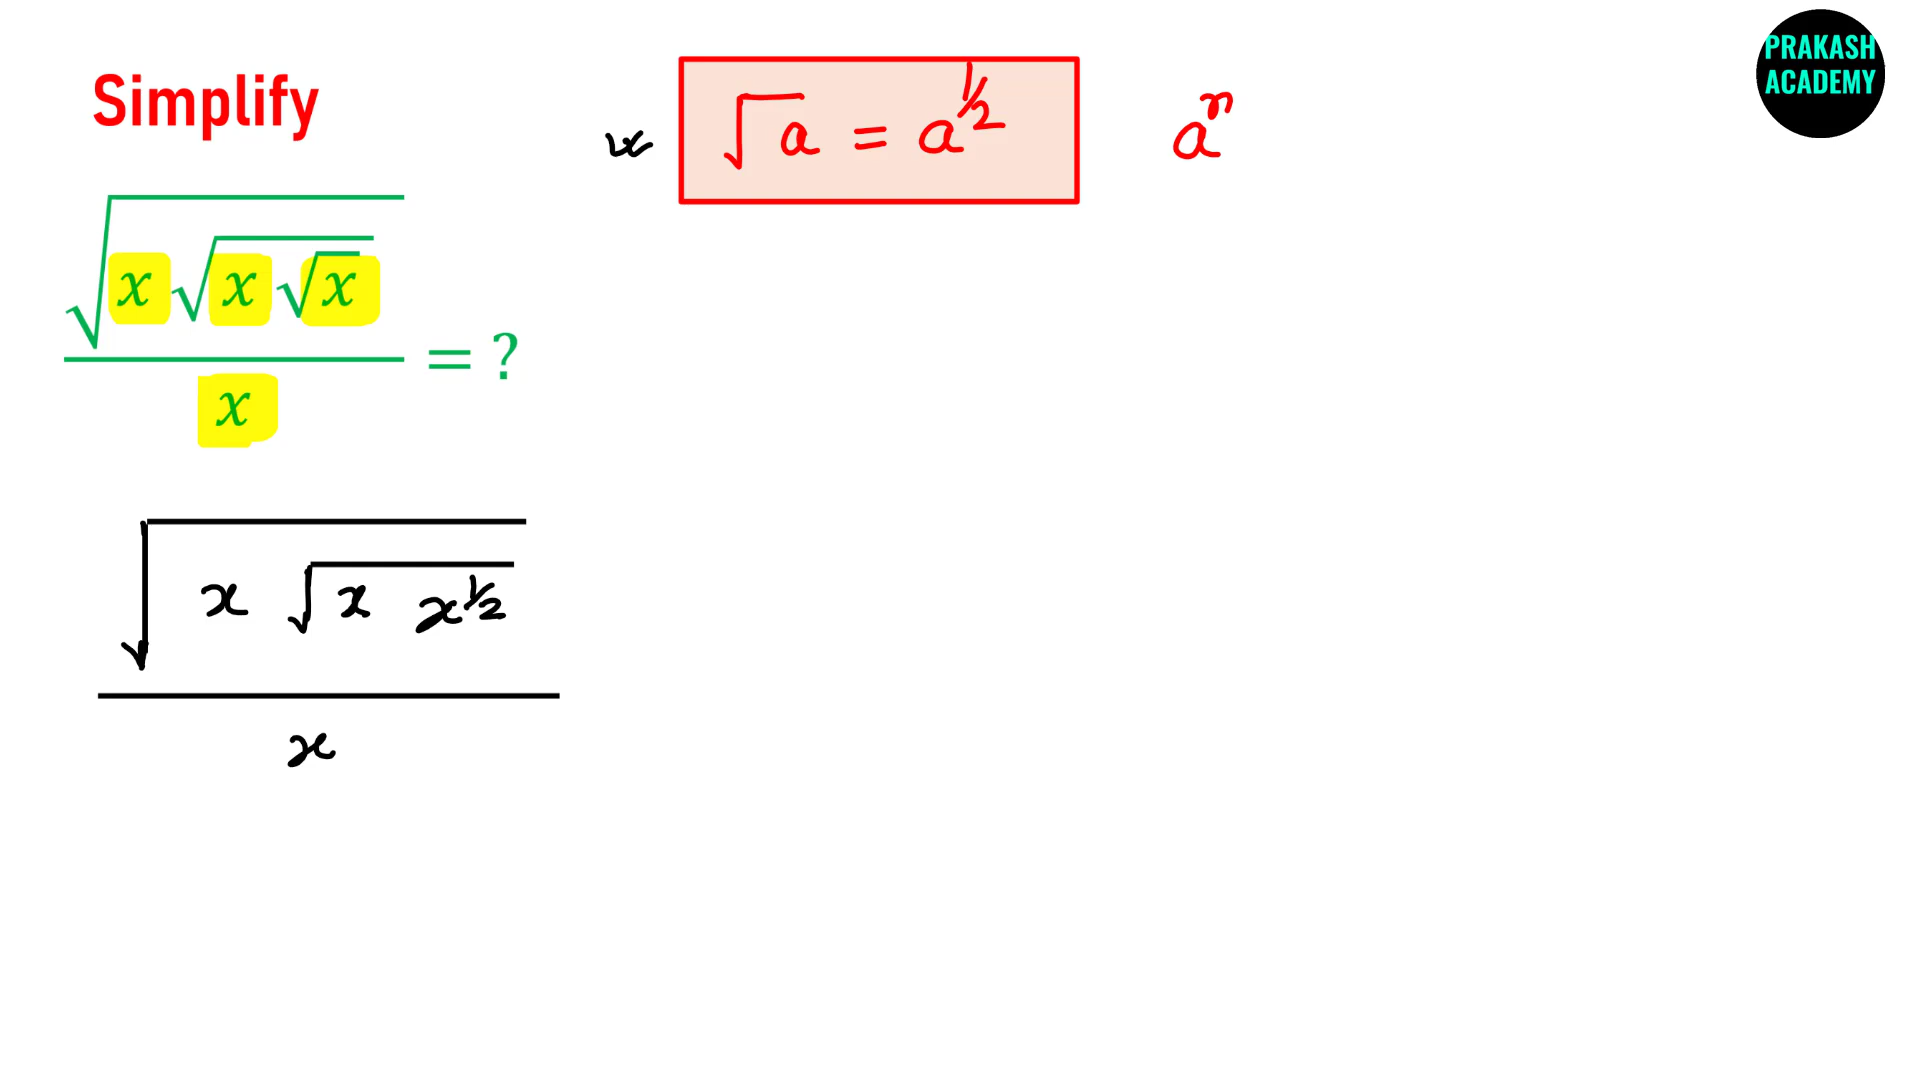 PRAKASH
ACADEMY
Simplify
√a = a^1/2
a^n
√(x√(x√x))
= ?
x
√(x √(x x^1/2))
x